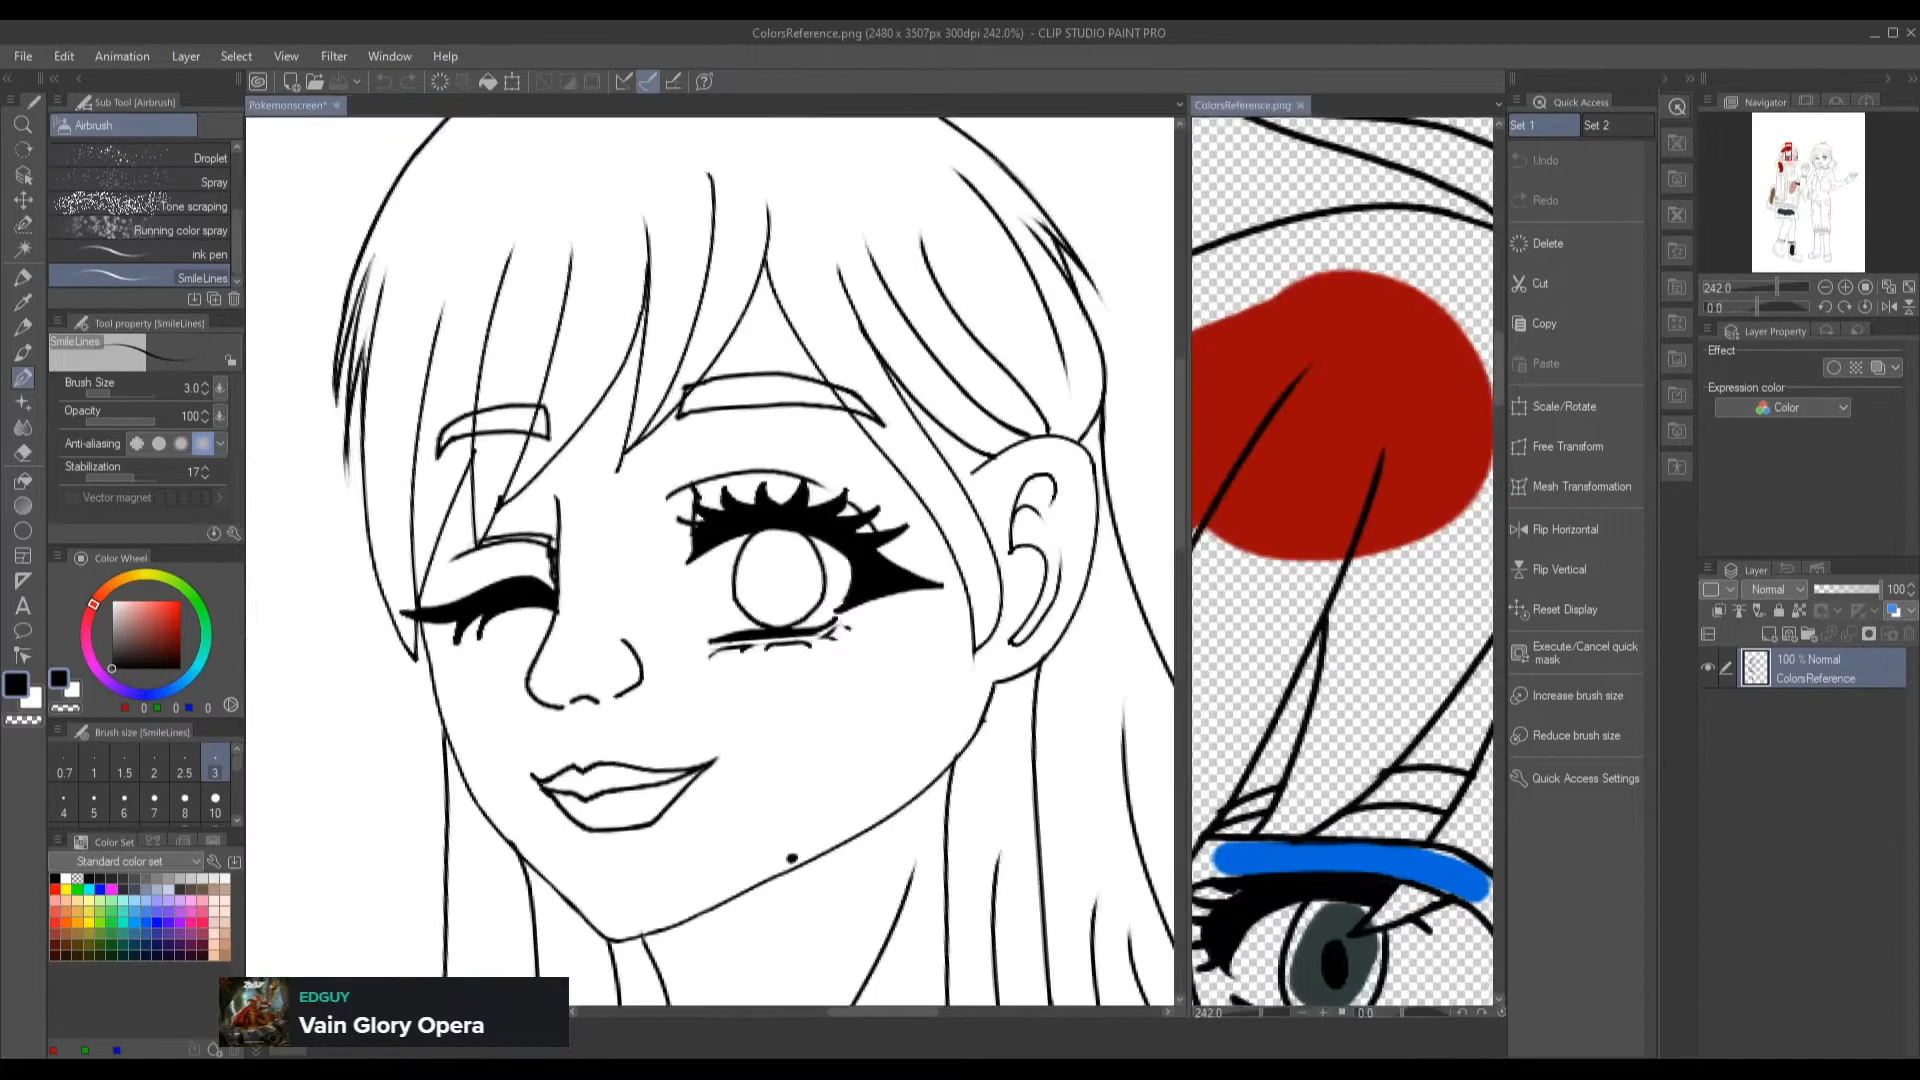 ColorsReference.png (2480 x 3507px 300dpi 242.0%) - CLIP STUDIO PAINT PRO
File Edit Animation Layer Select View Filter Window Help
Sub Tool [Airbrush]
Airbrush
Droplet
Spray
Tone scraping
Running color spray
ink pen
SmileLines
Tool property [SmileLines]
SmileLines
Brush Size 3.0
Opacity 100
Anti-aliasing
Stabilization 17
Vector magnet
Color Wheel
0 0 0
Brush size [SmileLines]
0.7 1 1.5 2 2.5 3
4 5 6 7 8 10
Color Set
Standard color set
Pokemonscreen*
ColorsReference.png
242.0 0.0
EDGUY
Vain Glory Opera
Quick Access
Set 1 Set 2
Undo
Redo
Delete
Cut
Copy
Paste
Scale/Rotate
Free Transform
Mesh Transformation
Flip Horizontal
Flip Vertical
Reset Display
Execute/Cancel quick
mask
Increase brush size
Reduce brush size
Quick Access Settings
Navigator
242.0
0.0
Layer Property
Effect
Expression color
Color
Layer
Normal 100
100 % Normal
ColorsReference